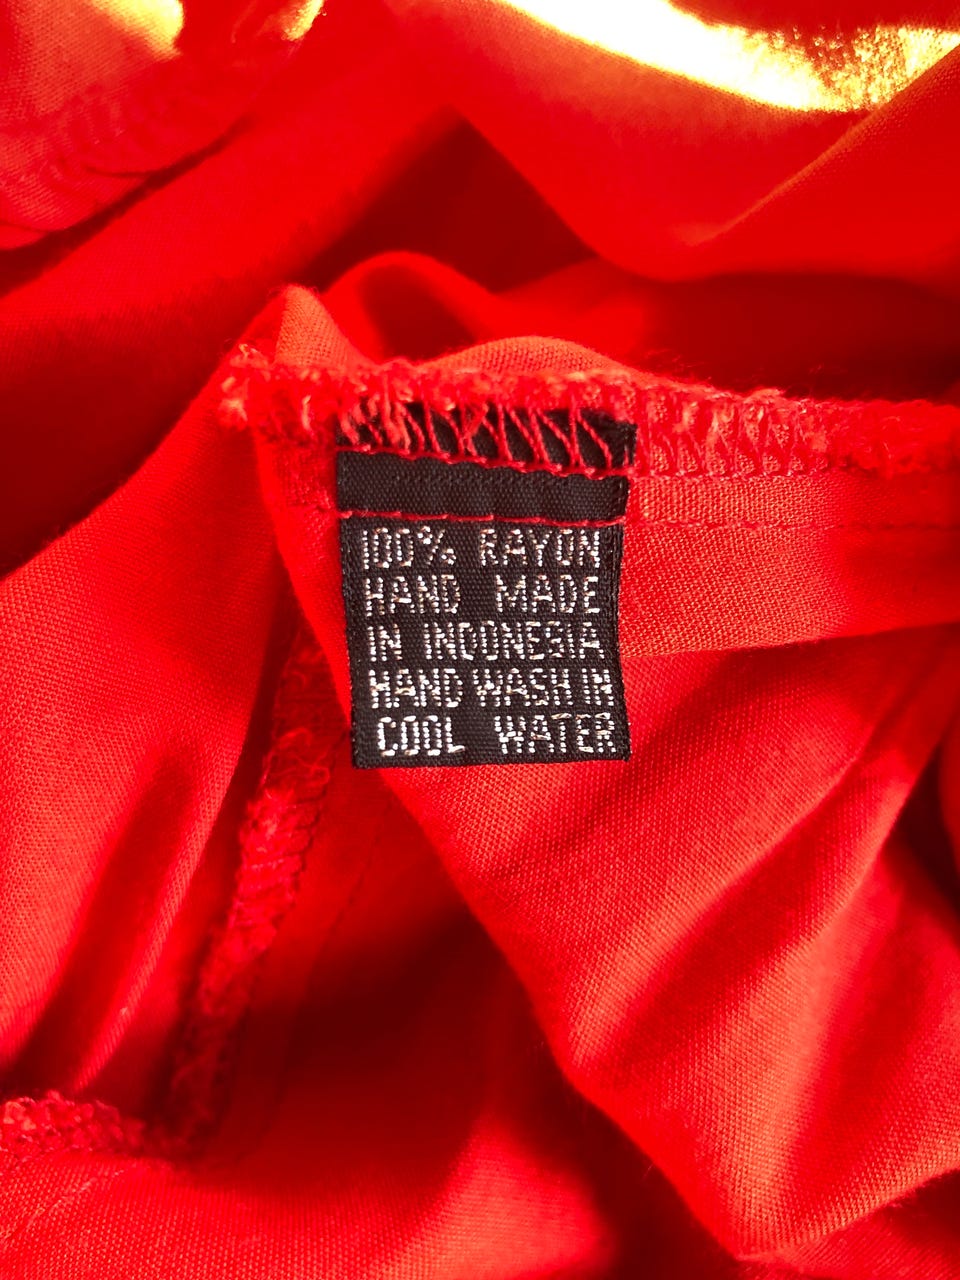 100% RAYON
HAND MADE
IN INDONESIA
HAND WASH IN
COOL WATER